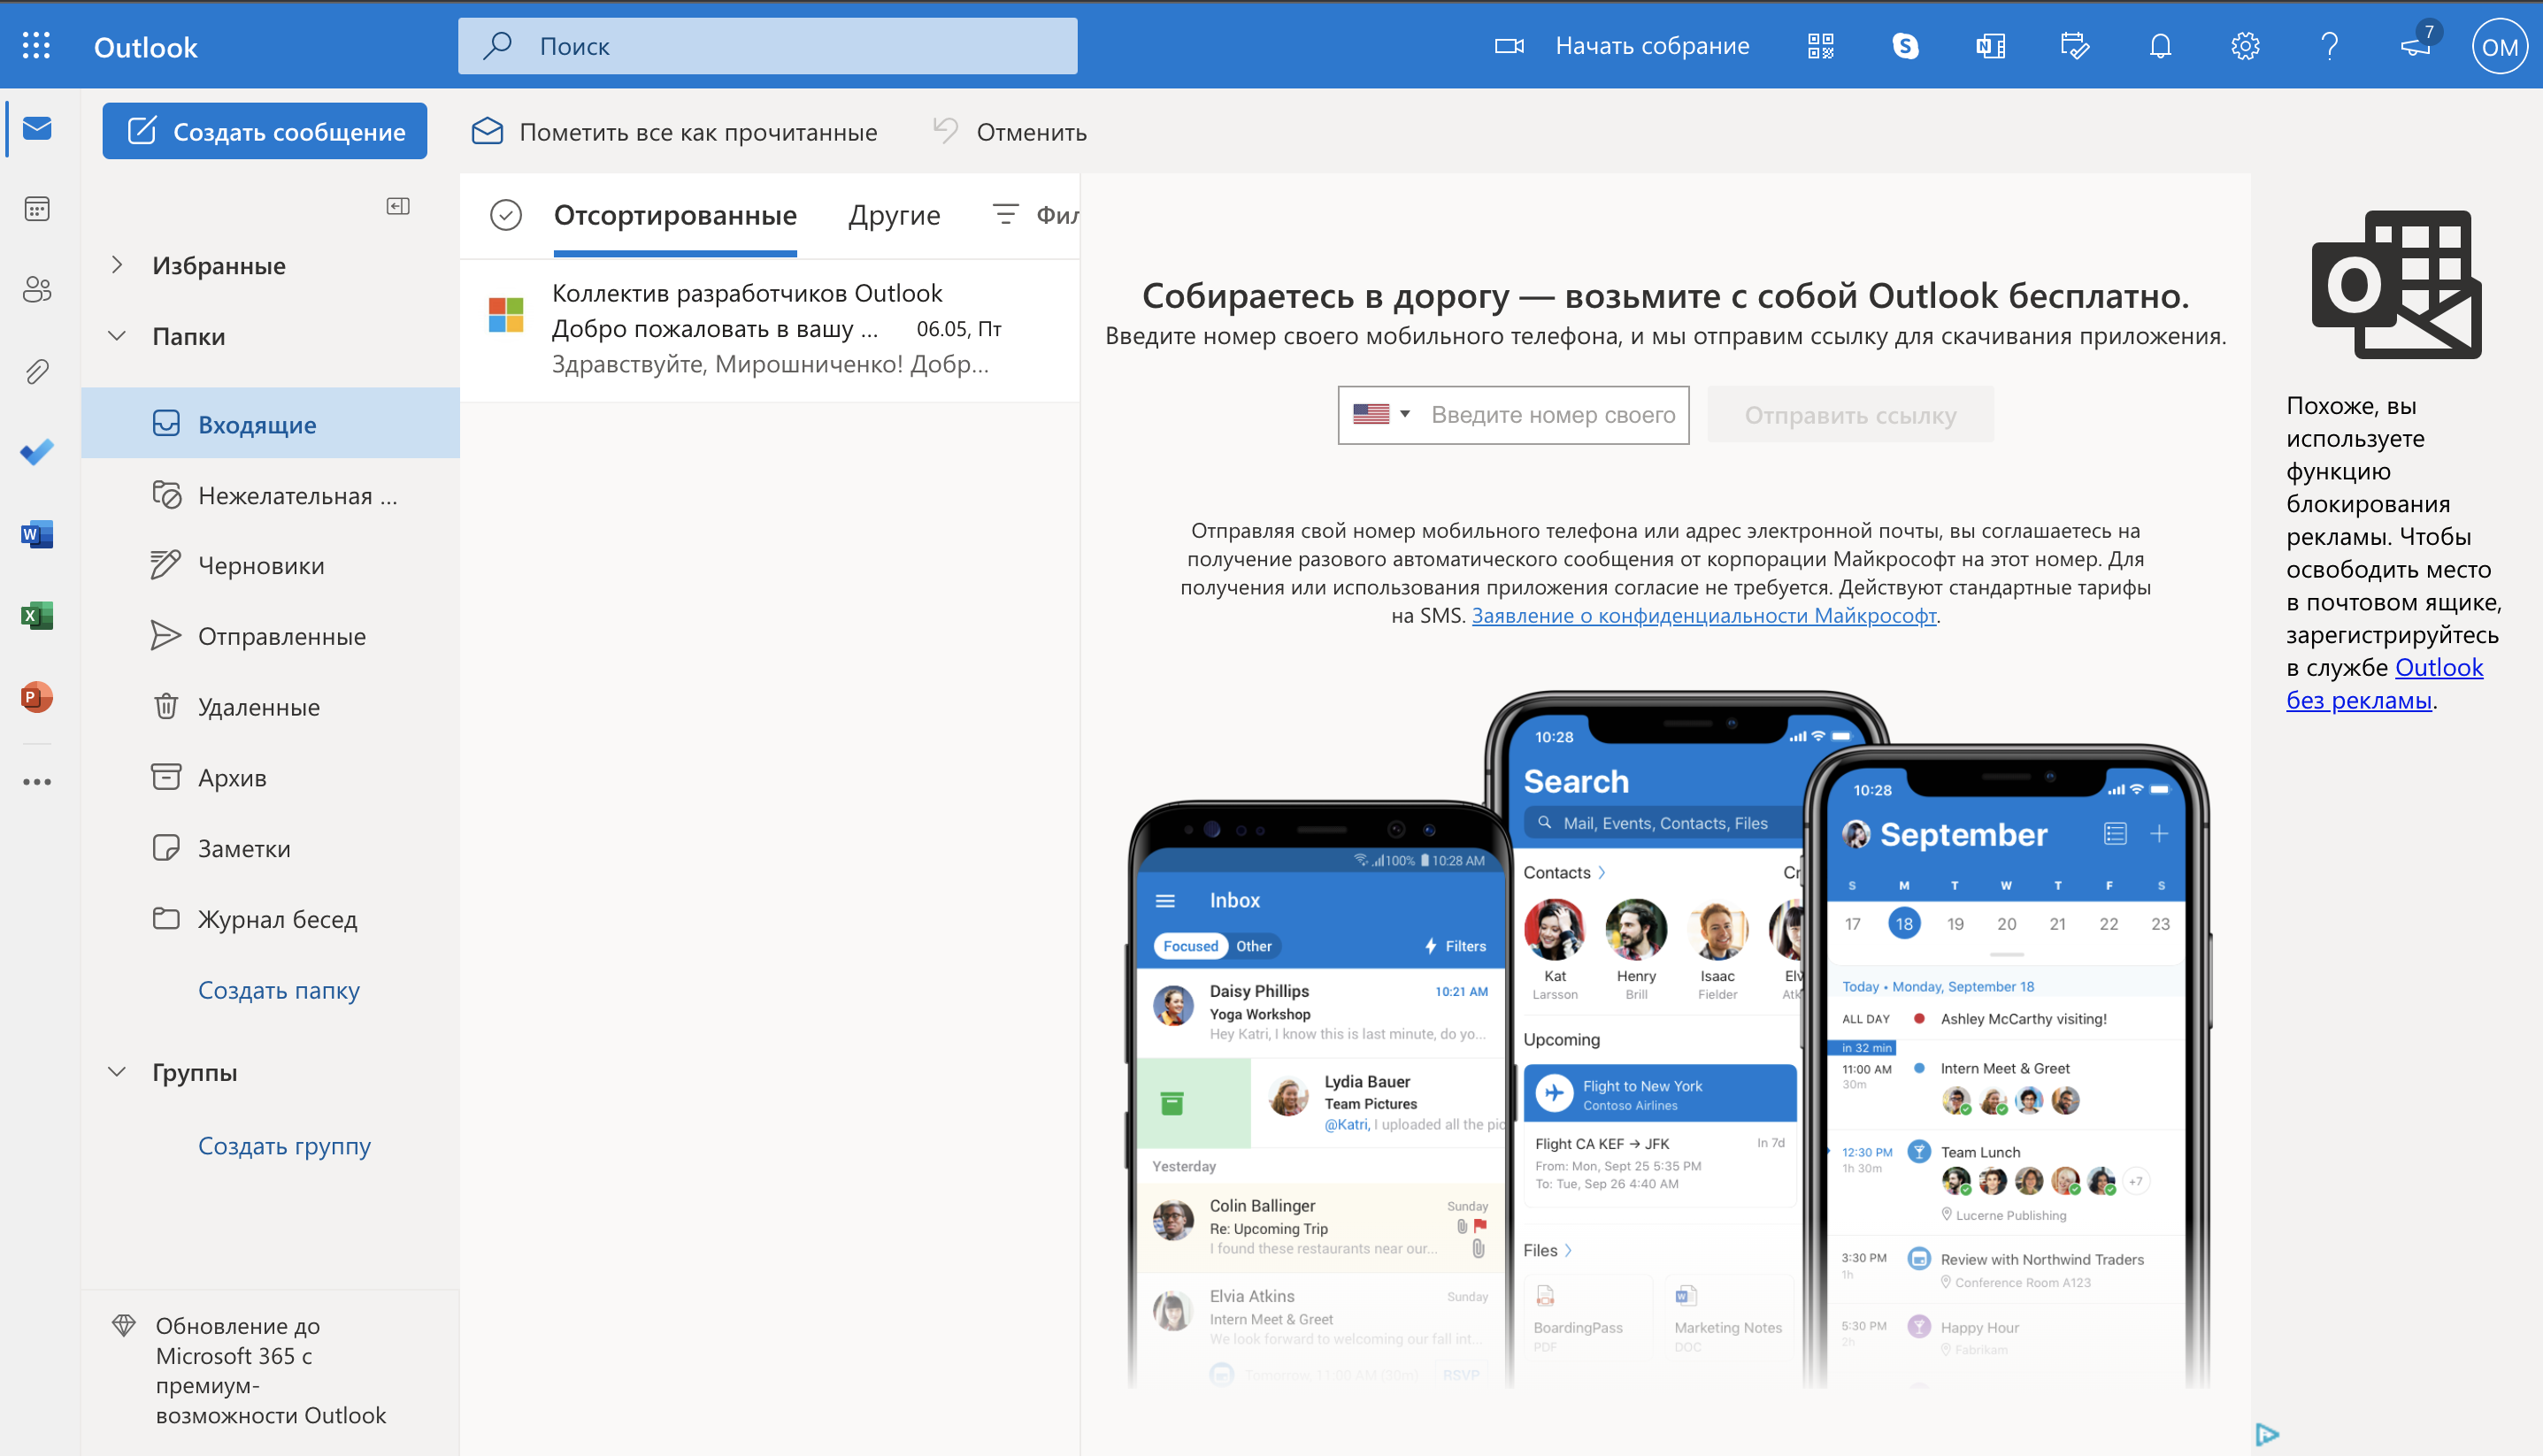 Outlook
Поиск
Начать собрание
7
ОМ
Создать сообщение
Пометить все как прочитанные
Отменить
Избранные
Папки
Входящие
Нежелательная ...
Черновики
Отправленные
Удаленные
Архив
Заметки
Журнал бесед
Создать папку
Группы
Создать группу
Обновление до
Microsoft 365 с
премиум-
возможности Outlook
Отсортированные
Другие
Фил
Коллектив разработчиков Outlook
Добро пожаловать в вашу ...
06.05, Пт
Здравствуйте, Мирошниченко! Добр...
Собираетесь в дорогу — возьмите с собой Outlook бесплатно.
Введите номер своего мобильного телефона, и мы отправим ссылку для скачивания приложения.
Введите номер своего
Отправить ссылку
Отправляя свой номер мобильного телефона или адрес электронной почты, вы соглашаетесь на
получение разового автоматического сообщения от корпорации Майкрософт на этот номер. Для
получения или использования приложения согласие не требуется. Действуют стандартные тарифы
на SMS. Заявление о конфиденциальности Майкрософт.
100% 10:28 AM
Inbox
Focused
Other
Filters
Daisy Phillips
10:21 AM
Yoga Workshop
Hey Katri, I know this is last minute, do yo...
Lydia Bauer
Team Pictures
@Katri, I uploaded all the pic
Yesterday
Colin Ballinger
Sunday
Re: Upcoming Trip
I found these restaurants near our...
Elvia Atkins
Sunday
Intern Meet & Greet
We look forward to welcoming our fall int...
Tomorrow, 11:00 AM (30m)
RSVP
10:28
Search
Mail, Events, Contacts, Files
Contacts
Cr
Kat
Larsson
Henry
Brill
Isaac
Fielder
Elv
Atk
Upcoming
Flight to New York
Contoso Airlines
Flight CA KEF → JFK
In 7d
From: Mon, Sept 25 5:35 PM
To: Tue, Sep 26 4:40 AM
Files
BoardingPass
PDF
Marketing Notes
DOC
10:28
September
S M T W T F S
17 18 19 20 21 22 23
Today • Monday, September 18
ALL DAY
Ashley McCarthy visiting!
in 32 min
11:00 AM
30m
Intern Meet & Greet
12:30 PM
1h 30m
Team Lunch
+7
Lucerne Publishing
3:30 PM
1h
Review with Northwind Traders
Conference Room A123
5:30 PM
2h
Happy Hour
Fabrikam
Похоже, вы
используете
функцию
блокирования
рекламы. Чтобы
освободить место
в почтовом ящике,
зарегистрируйтесь
в службе Outlook
без рекламы.